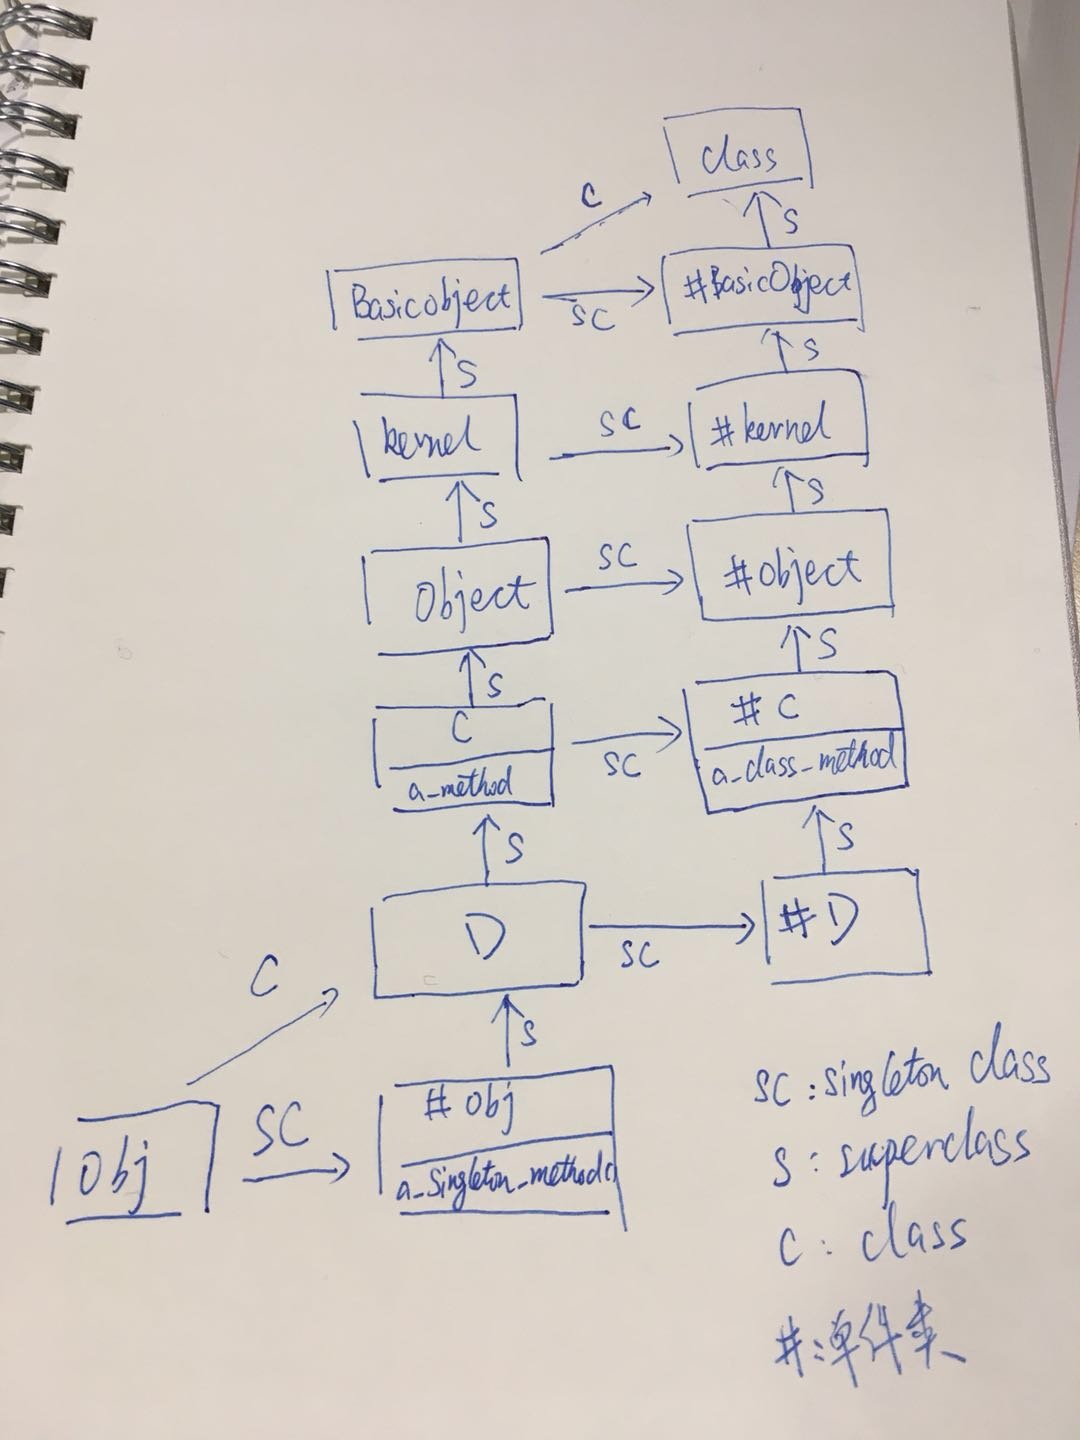 class
C
S
Basicobject
SC
#BasicObject
S
S
kernel
SC
#kernel
S
S
Object
SC
#object
S
S
C
a_method
SC
# C
a_class_method
S
S
D
SC
#D
C
S
Obj
SC
# obj
a_singleton_method()
SC : singleton class
S : superclass
C : class
# : 单件类